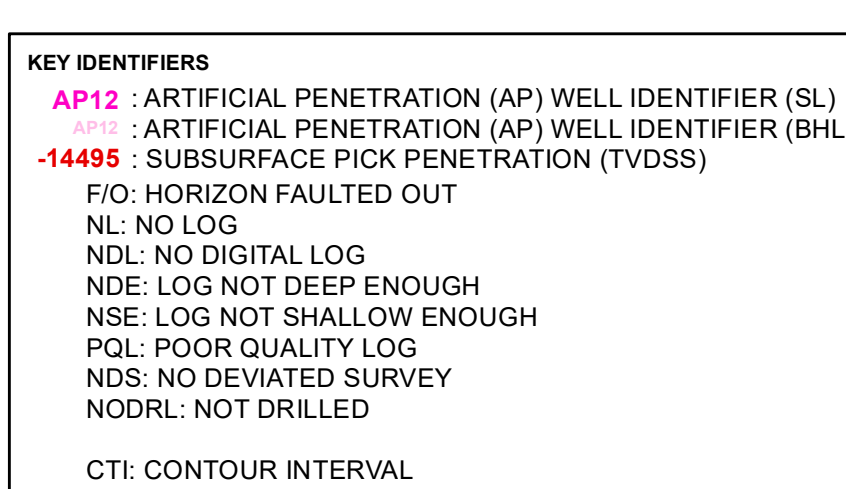 KEY IDENTIFIERS
AP12 : ARTIFICIAL PENETRATION (AP) WELL IDENTIFIER (SL)
AP12 : ARTIFICIAL PENETRATION (AP) WELL IDENTIFIER (BHL
-14495 : SUBSURFACE PICK PENETRATION (TVDSS)
F/O: HORIZON FAULTED OUT
NL: NO LOG
NDL: NO DIGITAL LOG
NDE: LOG NOT DEEP ENOUGH
NSE: LOG NOT SHALLOW ENOUGH
PQL: POOR QUALITY LOG
NDS: NO DEVIATED SURVEY
NODRL: NOT DRILLED
CTI: CONTOUR INTERVAL